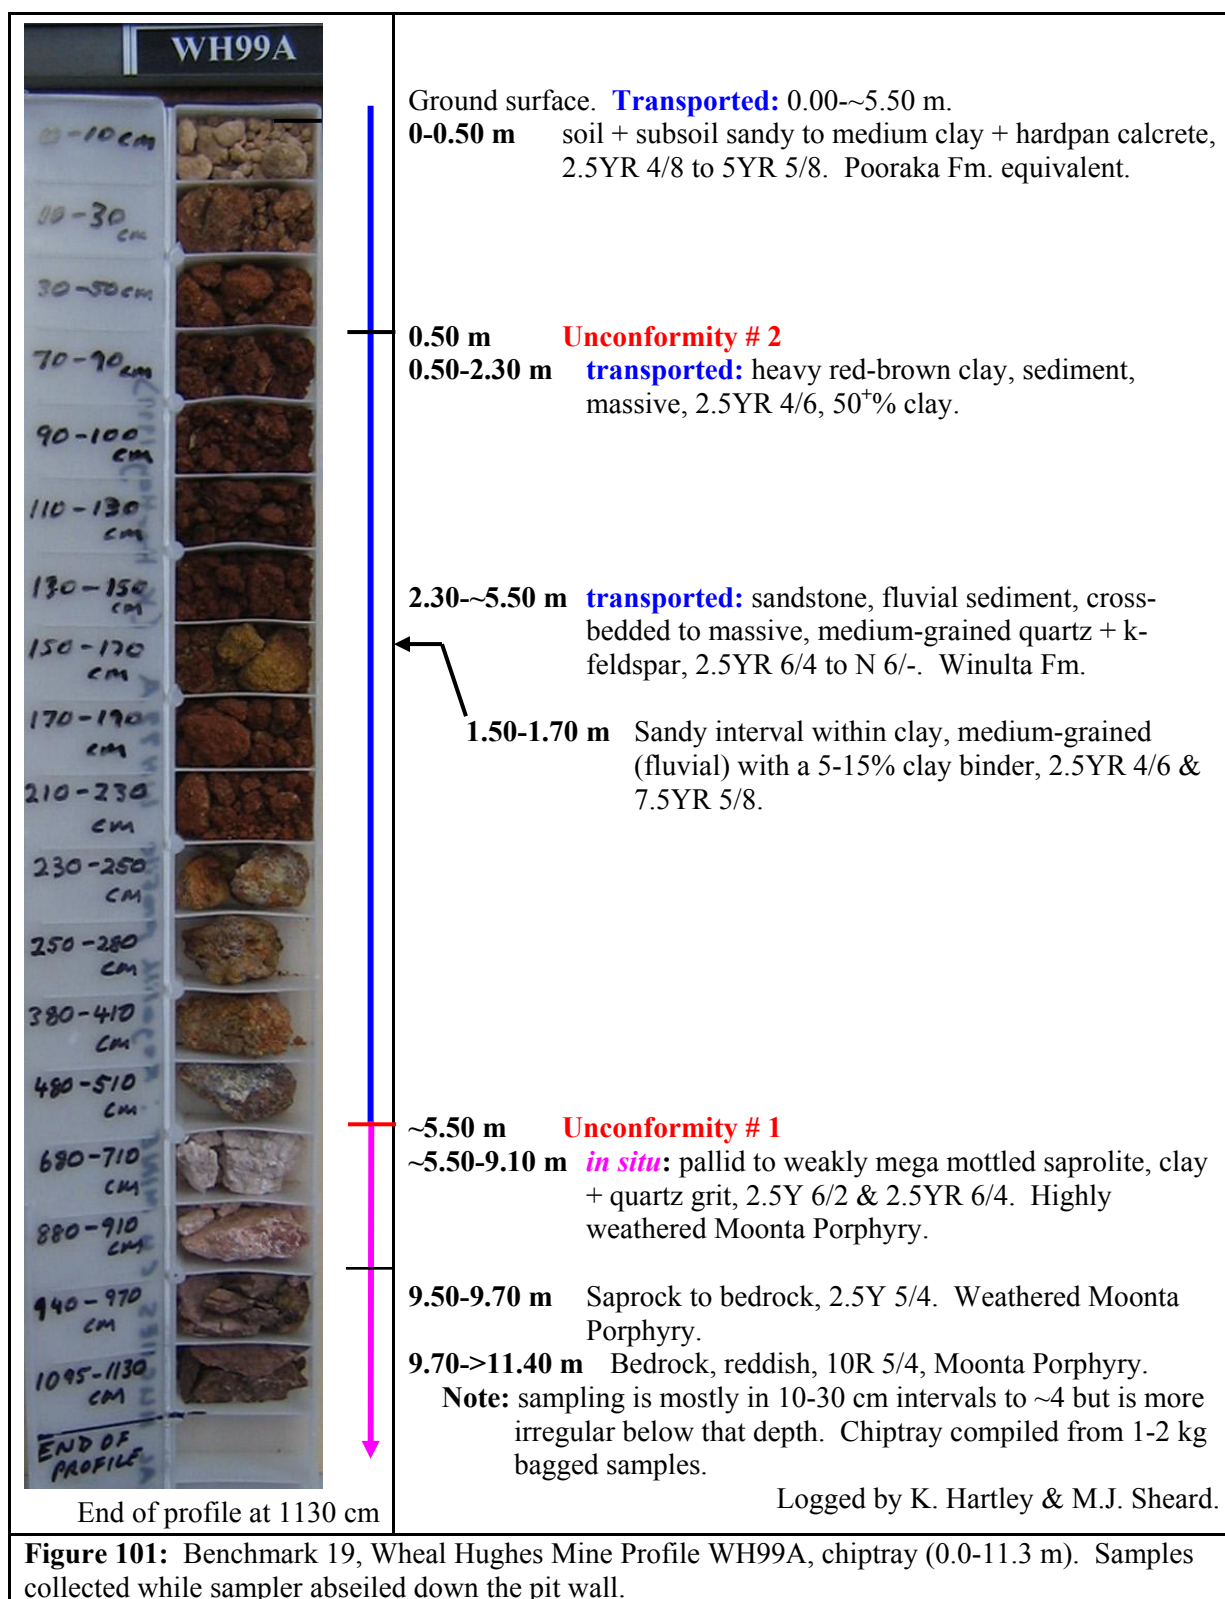 WH99A
0-10 cm
10-30 cm
30-50 cm
70-90 cm
90-100 cm
110-130 cm
130-150 cm
150-170 cm
170-190 cm
210-230 cm
230-250 cm
250-280 cm
380-410 cm
480-510 cm
680-710 cm
880-910 cm
940-970 cm
1095-1130 cm
END OF
PROFILE
End of profile at 1130 cm
Ground surface. Transported: 0.00-~5.50 m.
0-0.50 m soil + subsoil sandy to medium clay + hardpan calcrete,
2.5YR 4/8 to 5YR 5/8. Pooraka Fm. equivalent.
0.50 m Unconformity # 2
0.50-2.30 m transported: heavy red-brown clay, sediment,
massive, 2.5YR 4/6, 50⁺% clay.
2.30-~5.50 m transported: sandstone, fluvial sediment, cross-
bedded to massive, medium-grained quartz + k-
feldspar, 2.5YR 6/4 to N 6/-. Winulta Fm.
1.50-1.70 m Sandy interval within clay, medium-grained
(fluvial) with a 5-15% clay binder, 2.5YR 4/6 &
7.5YR 5/8.
~5.50 m Unconformity # 1
~5.50-9.10 m in situ: pallid to weakly mega mottled saprolite, clay
+ quartz grit, 2.5Y 6/2 & 2.5YR 6/4. Highly
weathered Moonta Porphyry.
9.50-9.70 m Saprock to bedrock, 2.5Y 5/4. Weathered Moonta
Porphyry.
9.70->11.40 m Bedrock, reddish, 10R 5/4, Moonta Porphyry.
Note: sampling is mostly in 10-30 cm intervals to ~4 but is more
irregular below that depth. Chiptray compiled from 1-2 kg
bagged samples.
Logged by K. Hartley & M.J. Sheard.
Figure 101: Benchmark 19, Wheal Hughes Mine Profile WH99A, chiptray (0.0-11.3 m). Samples
collected while sampler abseiled down the pit wall.